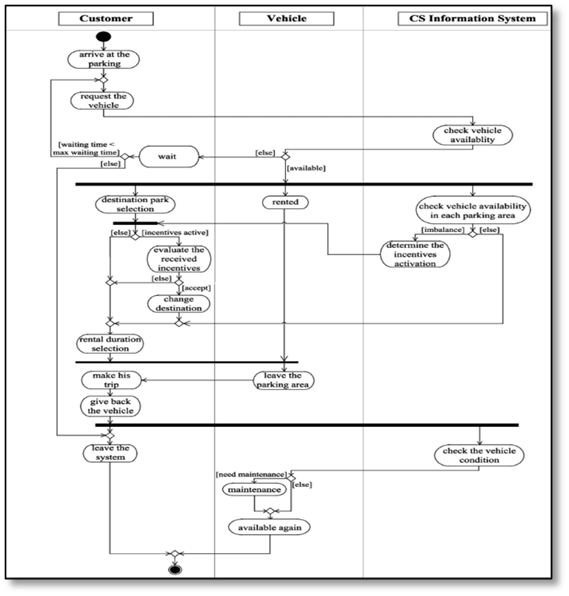 Customer
Vehicle
CS Information System
arrive at the
parking
request the
vehicle
check vehicle
availablity
[waiting time <
max waiting time]
[else]
wait
[else]
[available]
destination park
selection
rented
check vehicle availability
in each parking area
[else]
[incentives active]
[imbalance]
[else]
evaluate the
received
incentives
determine the
incentives
activation
[else]
[accept]
change
destination
rental duration
selection
make his
trip
leave the
parking area
give back
the vehicle
leave the
system
check the vehicle
condition
[need maintenance]
[else]
maintenance
available again